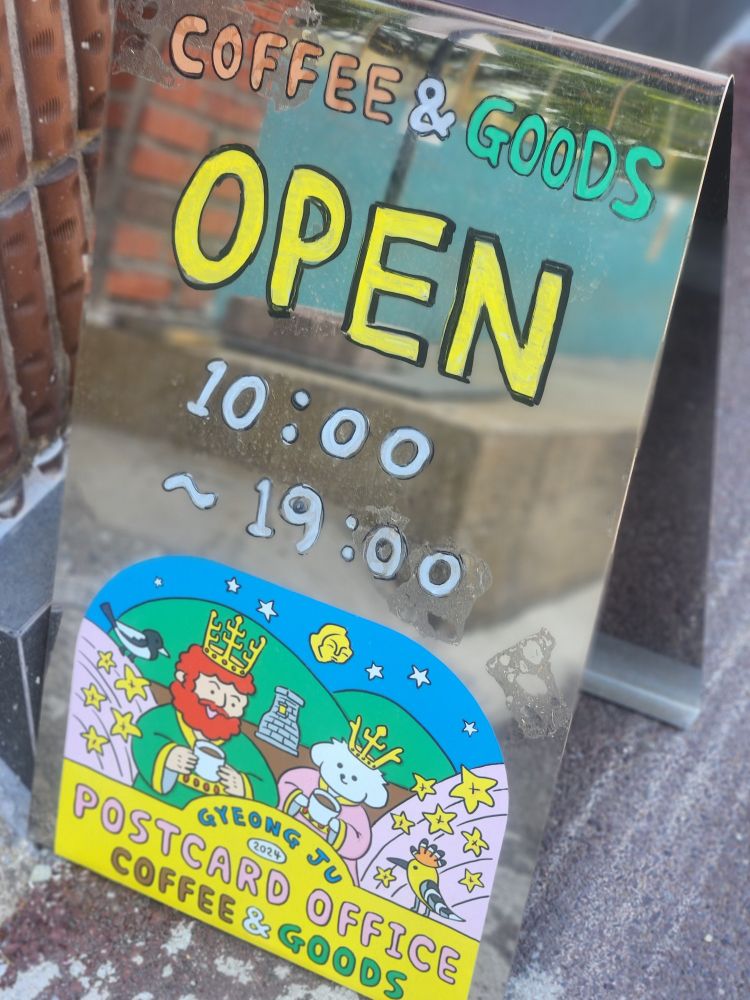 COFFEE & GOODS
OPEN
10:00
~ 19:00
GYEONG JU
2024
POSTCARD OFFICE
COFFEE & GOODS